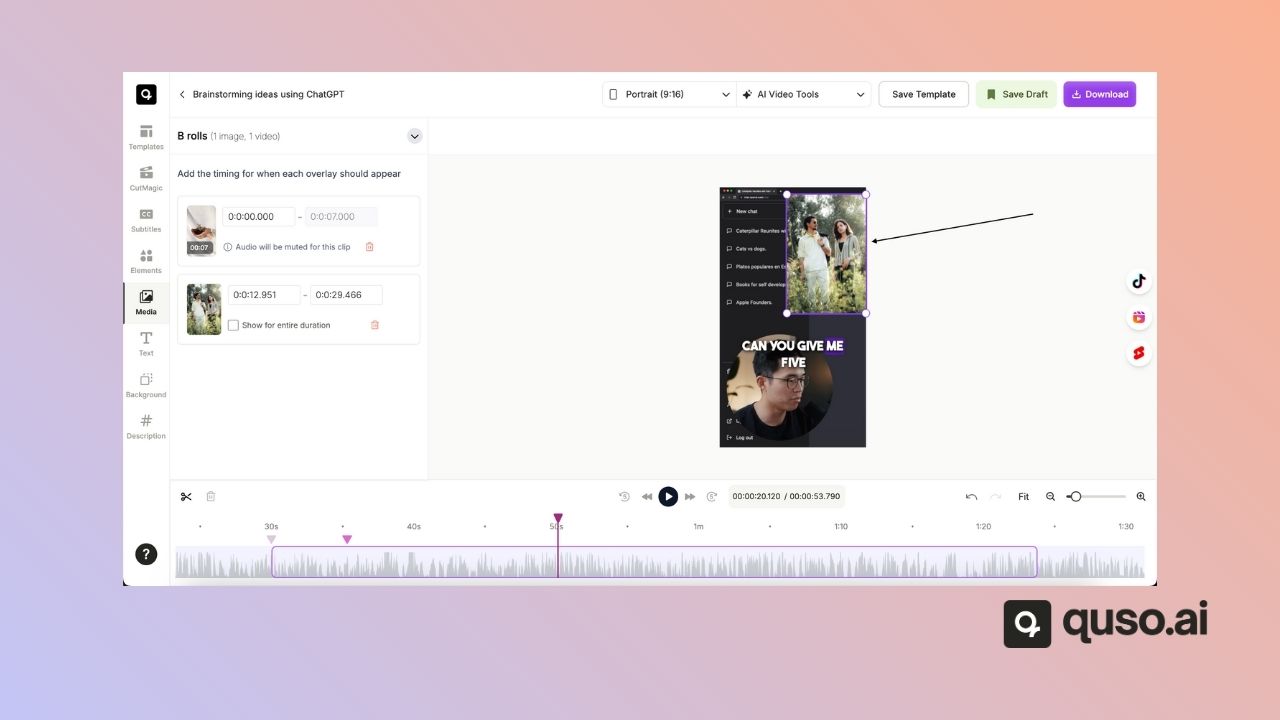 Brainstorming ideas using ChatGPT
Portrait (9:16)
AI Video Tools
Save Template
Save Draft
Download
Templates
CutMagic
CC
Subtitles
Elements
Media
Text
Background
Description
B rolls (1 image, 1 video)
Add the timing for when each overlay should appear
00:07
0:0:00.000 - 0:0:07.000
Audio will be muted for this clip
0:0:12.951 - 0:0:29.466
Show for entire duration
+ New chat
Caterpillar Reunites wi
Cats vs dogs.
Platos populares en E
Books for self develop
Apple Founders.
CAN YOU GIVE ME
FIVE
Log out
5
5
00:00:20.120 / 00:00:53.790
Fit
30s
40s
50s
1m
1:10
1:20
1:30
?
quso.ai